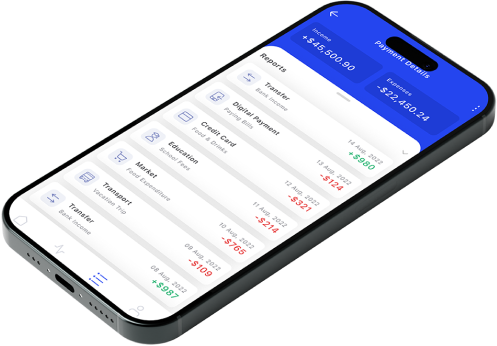 Payment Details
Income
+$45,500.90
Expenses
-$22,450.24
Reports
Transfer
Bank Income
14 Aug, 2022
+$980
Digital Payment
Paying Bills
13 Aug, 2022
-$124
Credit Card
Food & Drinks
12 Aug, 2022
-$321
Education
School Fees
11 Aug, 2022
-$214
Market
Food Expenditure
10 Aug, 2022
-$765
Transport
Vacation Trip
09 Aug, 2022
-$109
Transfer
Bank Income
08 Aug, 2022
+$987